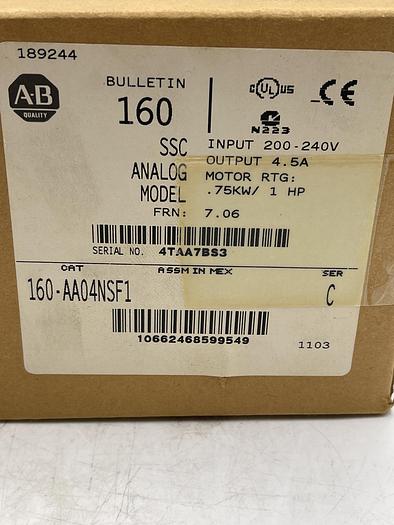 189244
A-B
QUALITY
BULLETIN
160
SSC
ANALOG
MODEL
FRN: 7.06
C UL US
CE
N223
INPUT 200-240V
OUTPUT 4.5A
MOTOR RTG:
.75KW/ 1 HP
SERIAL NO. 4TAA7BS3
CAT ASSM IN MEX SER
160-AA04NSF1 C
10662468599549
1103